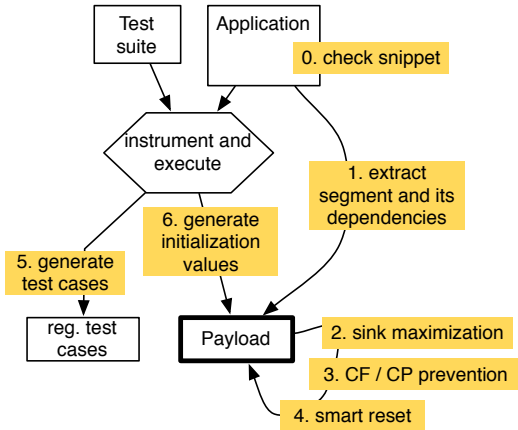 Test
suite
Application
0. check snippet
instrument and
execute
1. extract
segment and its
dependencies
6. generate
initialization
values
5. generate
test cases
reg. test
cases
Payload
2. sink maximization
3. CF / CP prevention
4. smart reset